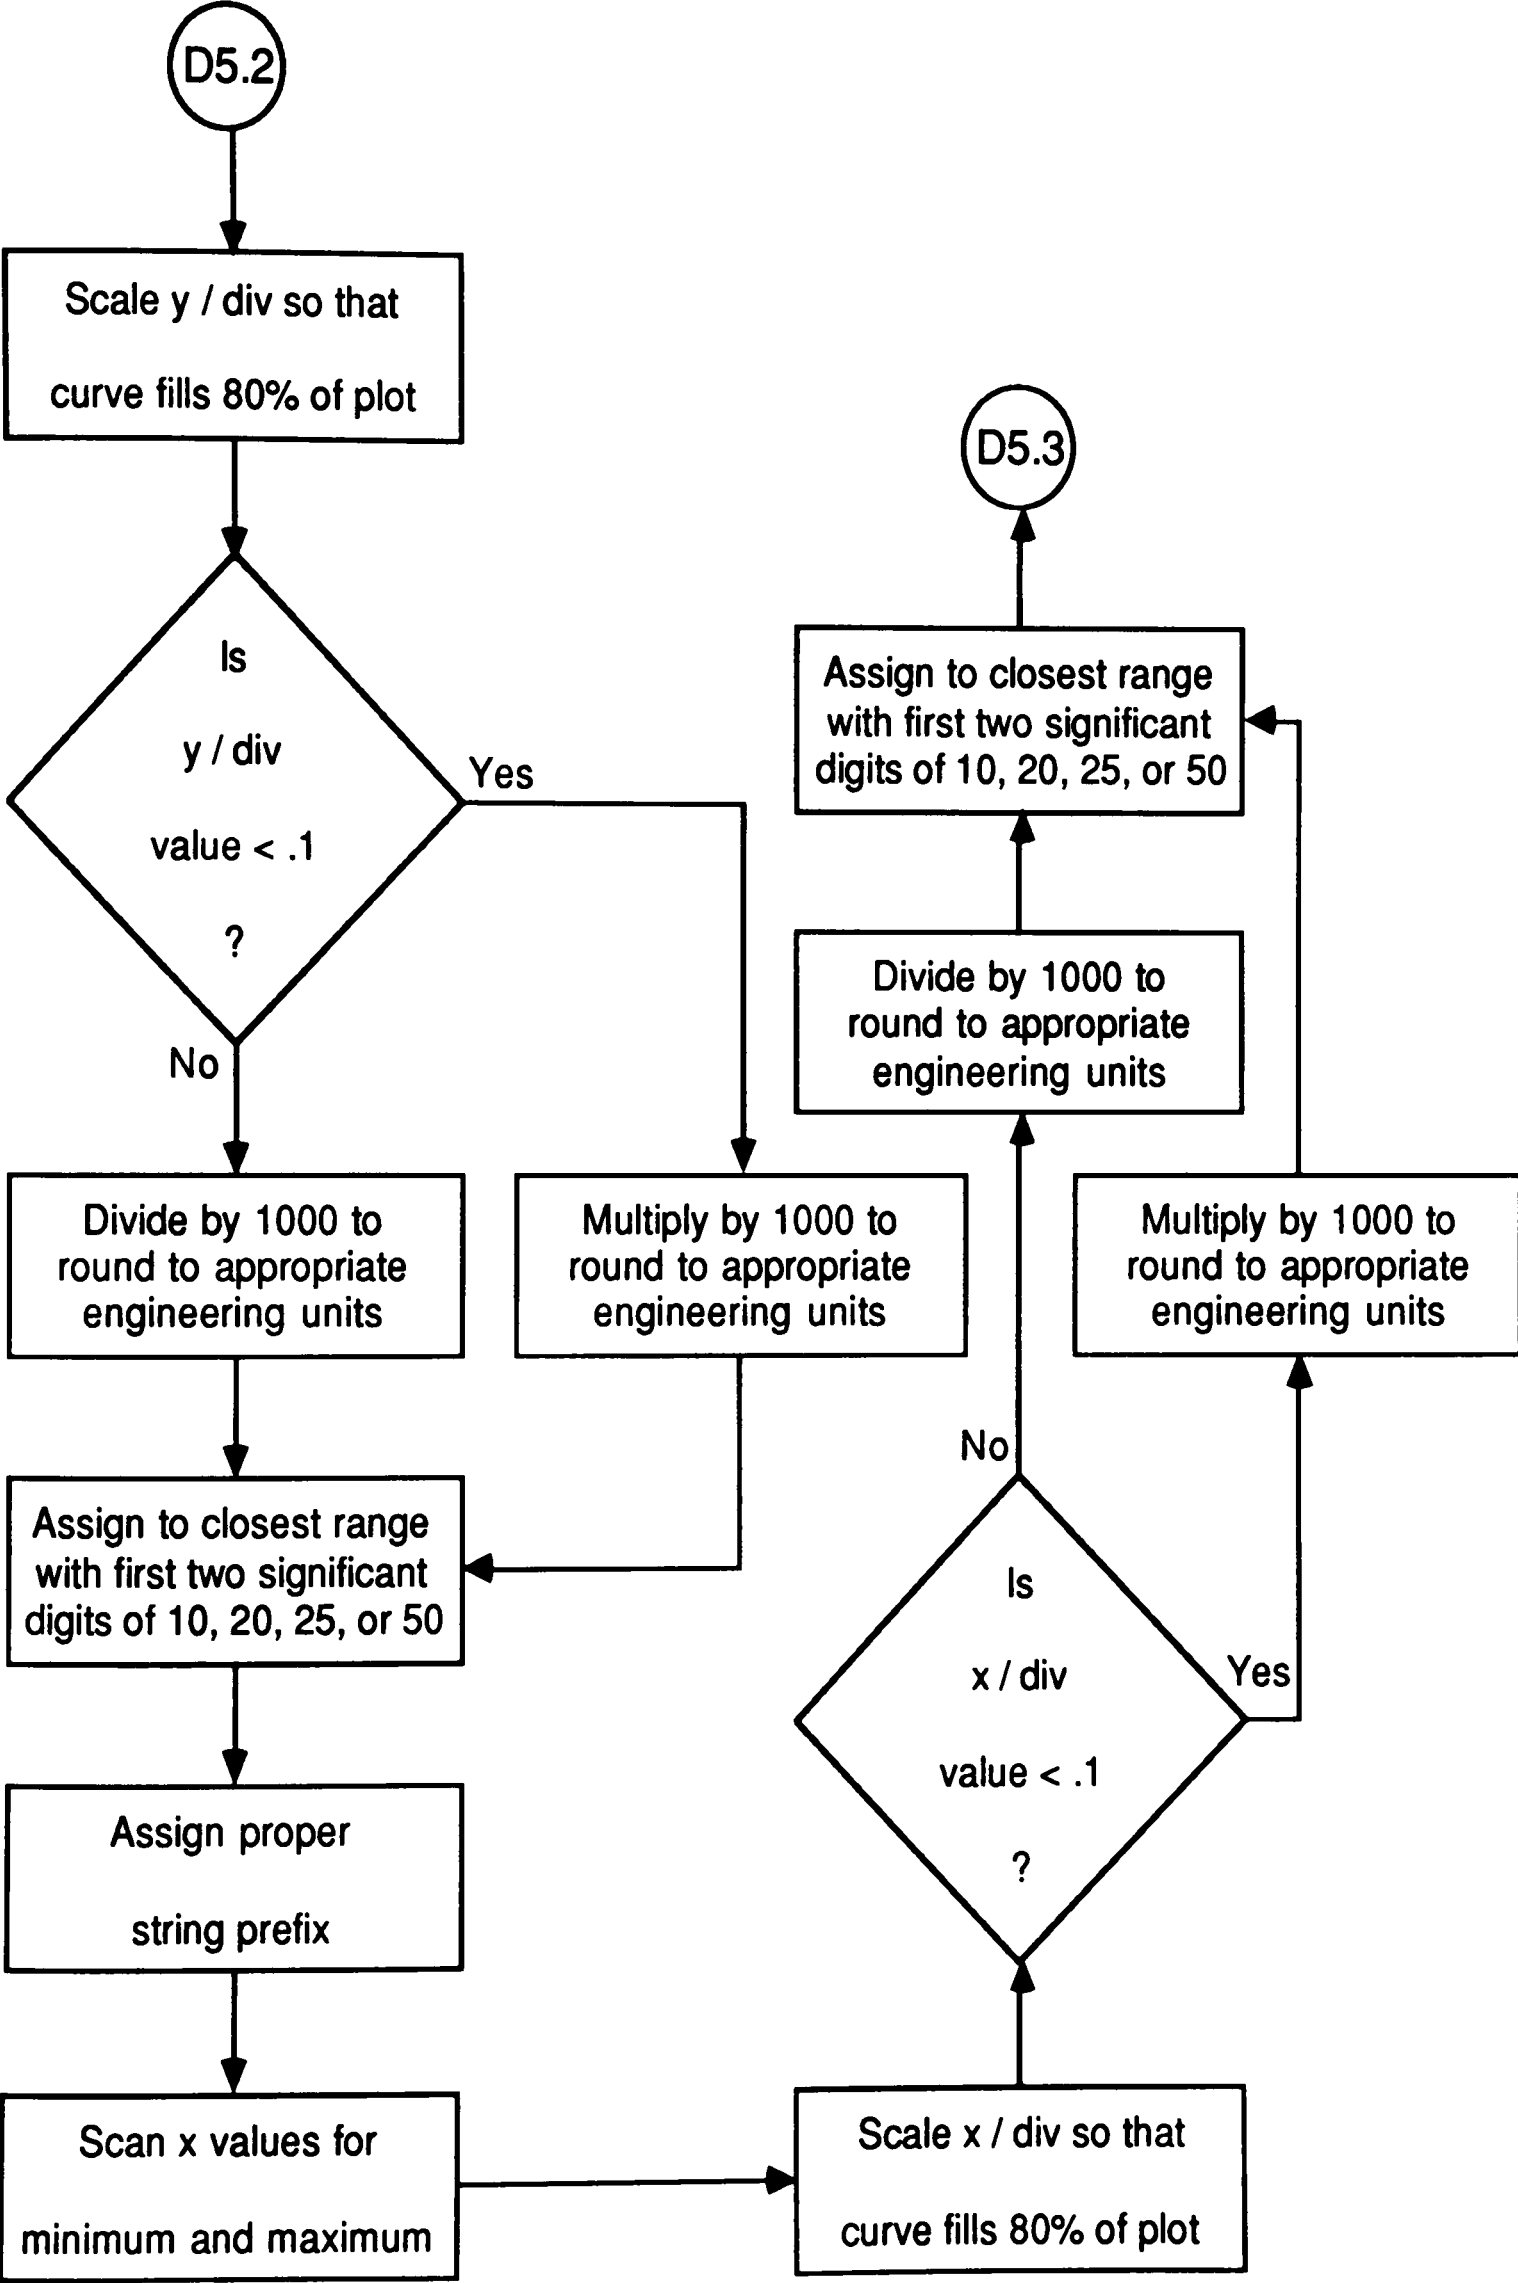 D5.2
Scale y / div so that
curve fills 80% of plot
Is
y / div
value < .1
?
Yes
No
Divide by 1000 to
round to appropriate
engineering units
Multiply by 1000 to
round to appropriate
engineering units
Assign to closest range
with first two significant
digits of 10, 20, 25, or 50
Assign proper
string prefix
Scan x values for
minimum and maximum
Scale x / div so that
curve fills 80% of plot
Is
x / div
value < .1
?
Yes
No
Multiply by 1000 to
round to appropriate
engineering units
Divide by 1000 to
round to appropriate
engineering units
Assign to closest range
with first two significant
digits of 10, 20, 25, or 50
D5.3